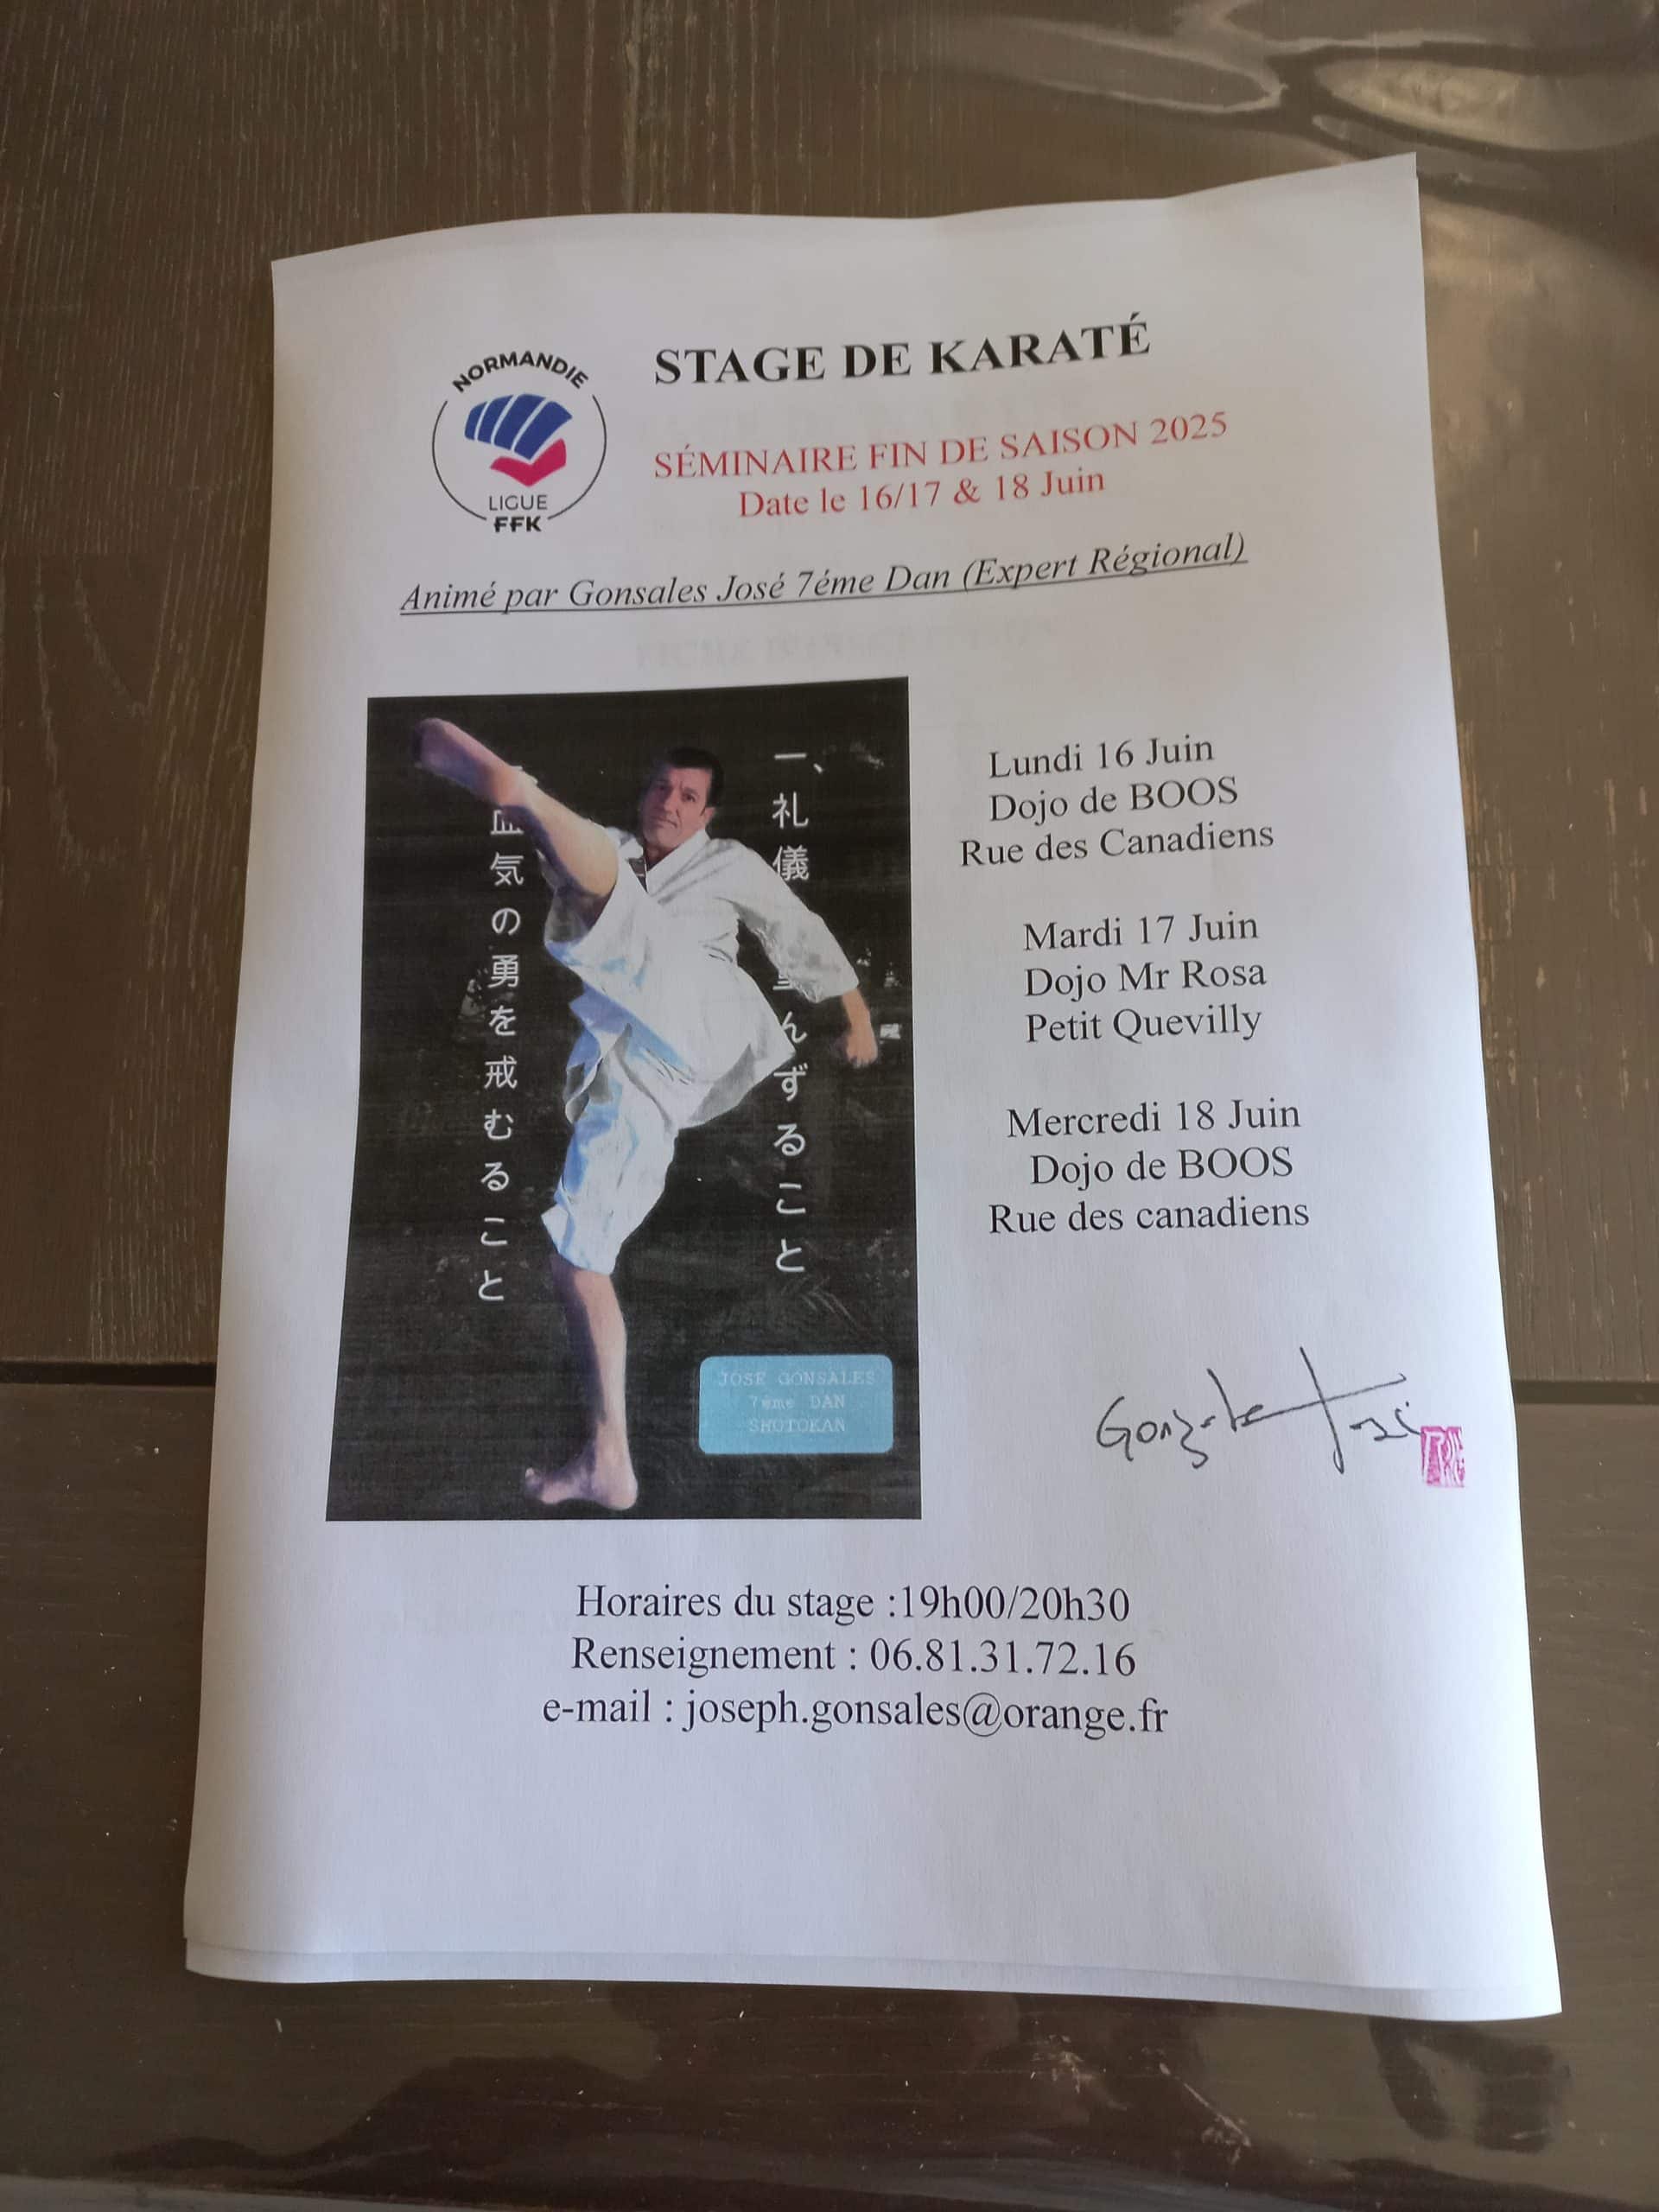 NORMANDIE
LIGUE
FFK
STAGE DE KARATÉ
SÉMINAIRE FIN DE SAISON 2025
Date le 16/17 & 18 Juin
Animé par Gonsales José 7éme Dan (Expert Régional)
一、礼儀んずること
気の勇を戒むること
JOSE GONSALES
7ème DAN
SHOTOKAN
Lundi 16 Juin
Dojo de BOOS
Rue des Canadiens
Mardi 17 Juin
Dojo Mr Rosa
Petit Quevilly
Mercredi 18 Juin
Dojo de BOOS
Rue des canadiens
Horaires du stage :19h00/20h30
Renseignement : 06.81.31.72.16
e-mail : joseph.gonsales@orange.fr